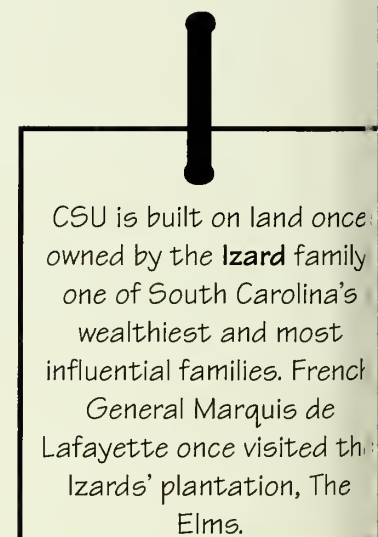 CSU is built on land once
owned by the Izard family
one of South Carolina's
wealthiest and most
influential families. French
General Marquis de
Lafayette once visited the
Izards' plantation, The
Elms.